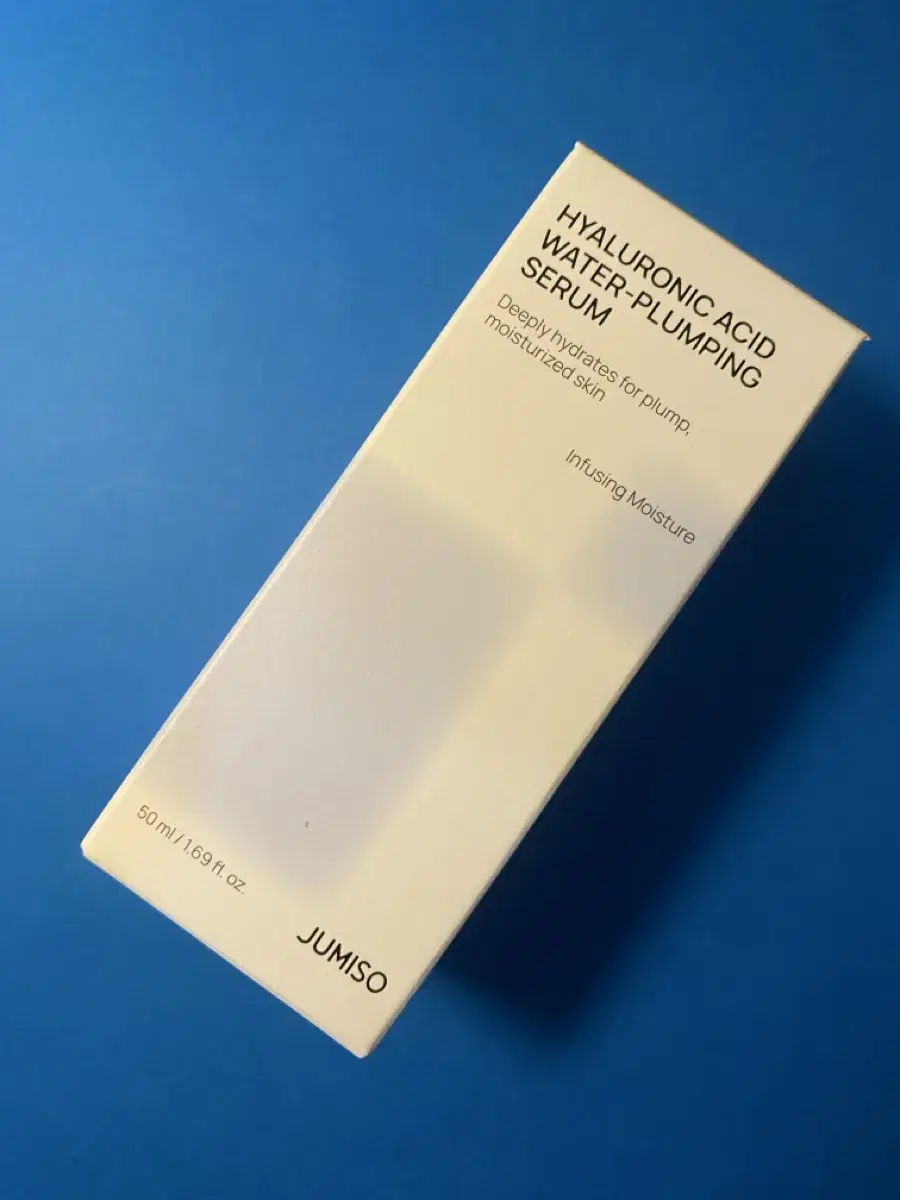 HYALURONIC ACID
WATER-PLUMPING
SERUM
Deeply hydrates for plump,
moisturized skin
Infusing Moisture
50 ml / 1.69 fl. oz.
JUMISO